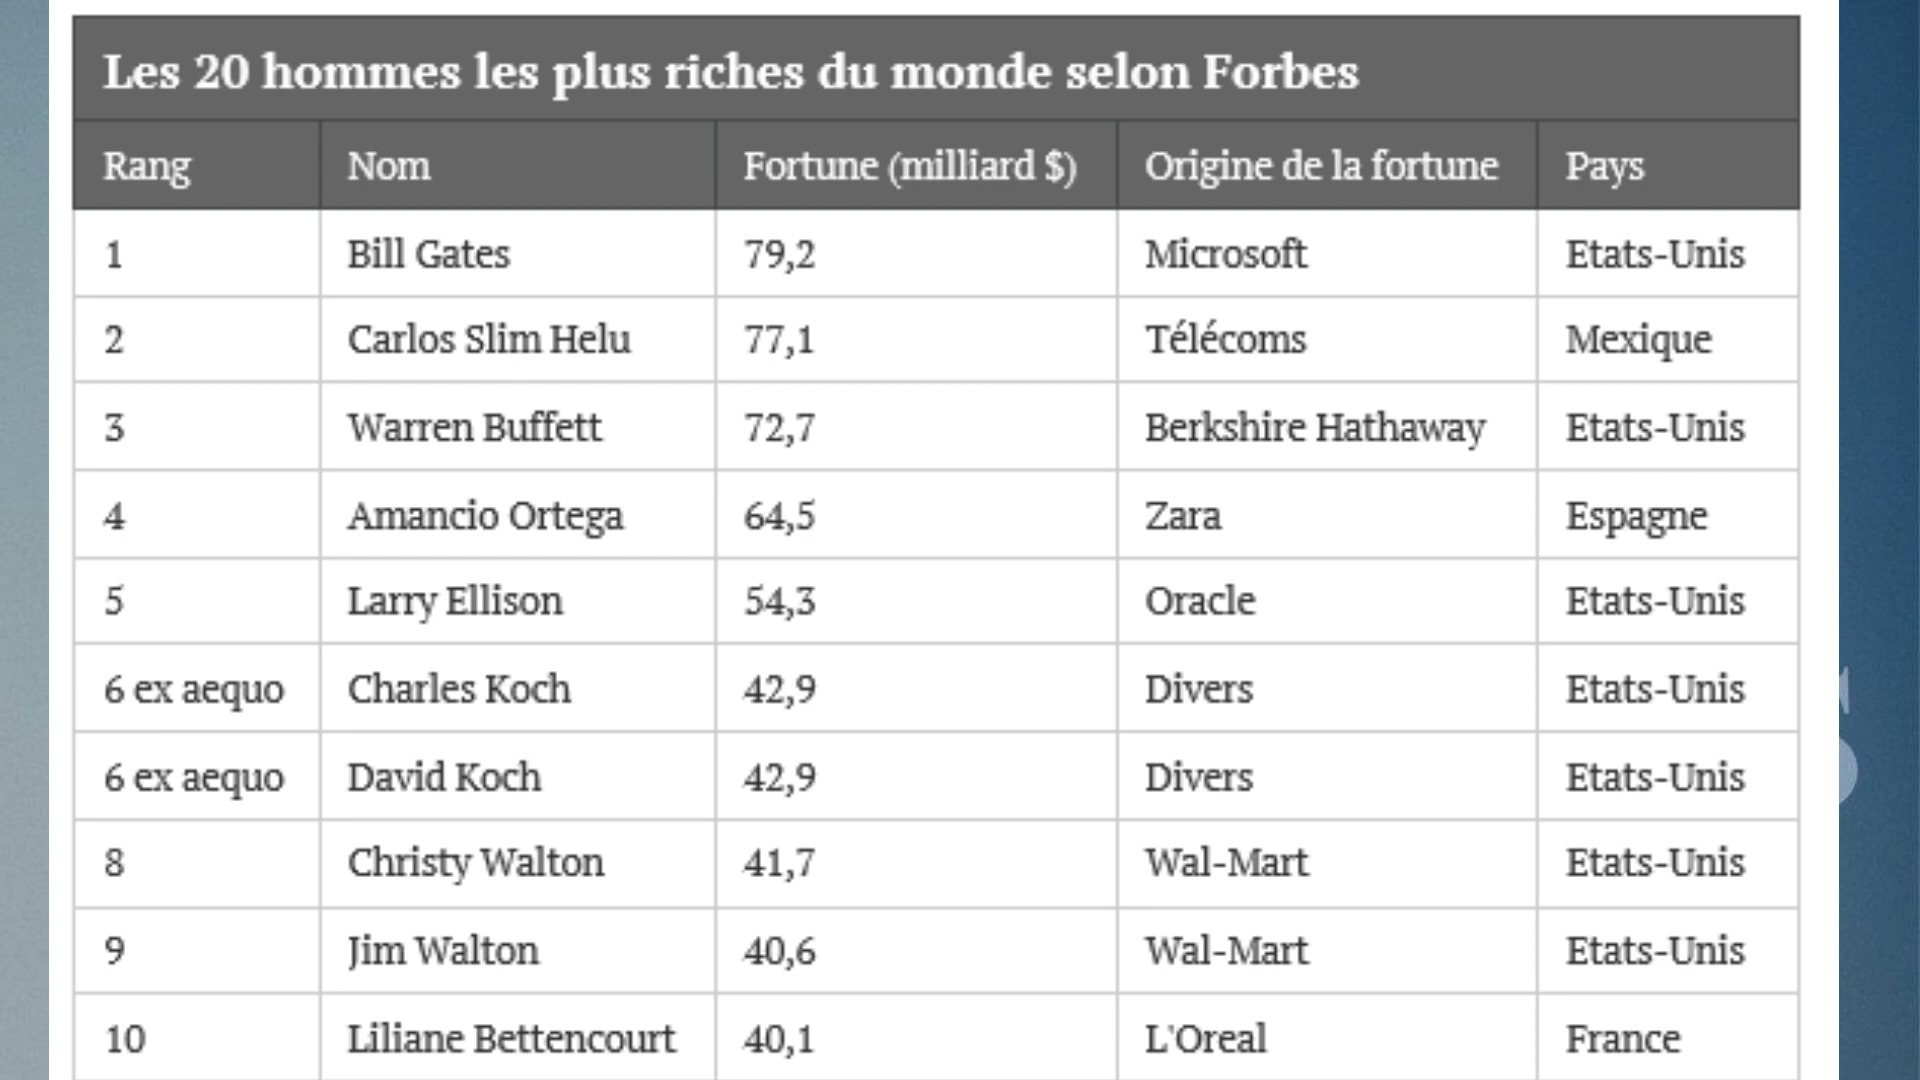 Les 20 hommes les plus riches du monde selon Forbes
Rang Nom Fortune (milliard $) Origine de la fortune Pays
1 Bill Gates 79,2 Microsoft Etats-Unis
2 Carlos Slim Helu 77,1 Télécoms Mexique
3 Warren Buffett 72,7 Berkshire Hathaway Etats-Unis
4 Amancio Ortega 64,5 Zara Espagne
5 Larry Ellison 54,3 Oracle Etats-Unis
6 ex aequo Charles Koch 42,9 Divers Etats-Unis
6 ex aequo David Koch 42,9 Divers Etats-Unis
8 Christy Walton 41,7 Wal-Mart Etats-Unis
9 Jim Walton 40,6 Wal-Mart Etats-Unis
10 Liliane Bettencourt 40,1 L'Oreal France